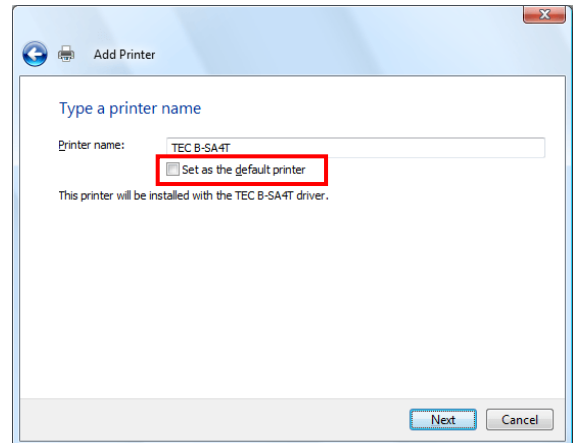 Add Printer
Type a printer name
Printer name:
TEC B-SA4T
Set as the default printer
This printer will be installed with the TEC B-SA4T driver.
Next
Cancel